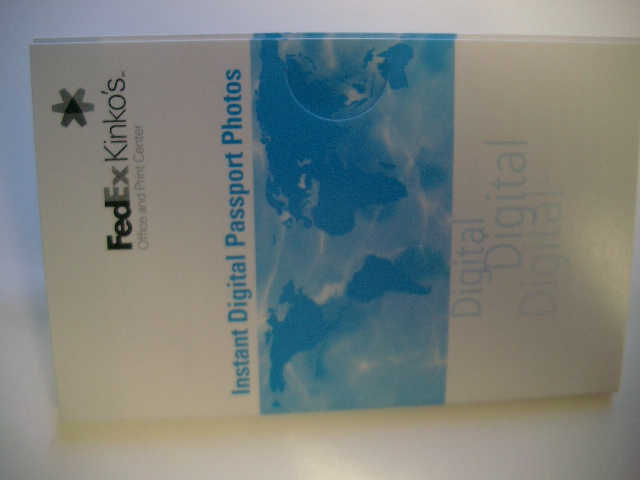 FedEx Kinko's.
Office and Print Center
Instant Digital Passport Photos
Digital
Digital
Digital